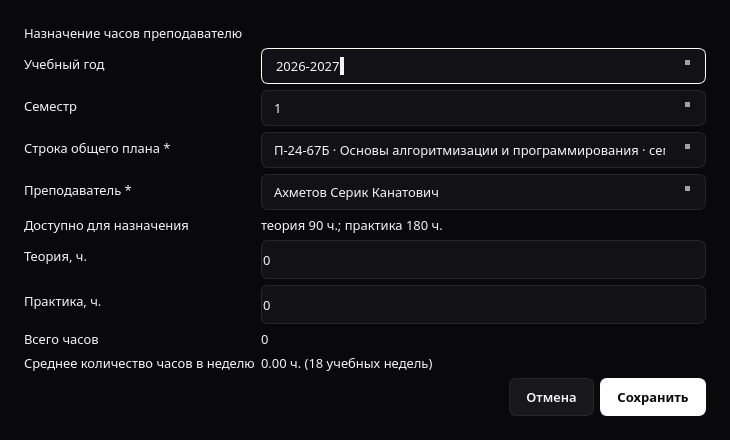 Назначение часов преподавателю
Учебный год 2026-2027
Семестр 1
Строка общего плана * П-24-67Б · Основы алгоритмизации и программирования ·
Преподаватель * Ахметов Серик Канатович
Доступно для назначения теория 90 ч.; практика 180 ч.
Теория, ч. 0
Практика, ч. 0
Всего часов 0
Среднее количество часов в неделю 0.00 ч. (18 учебных недель)
Отмена Сохранить